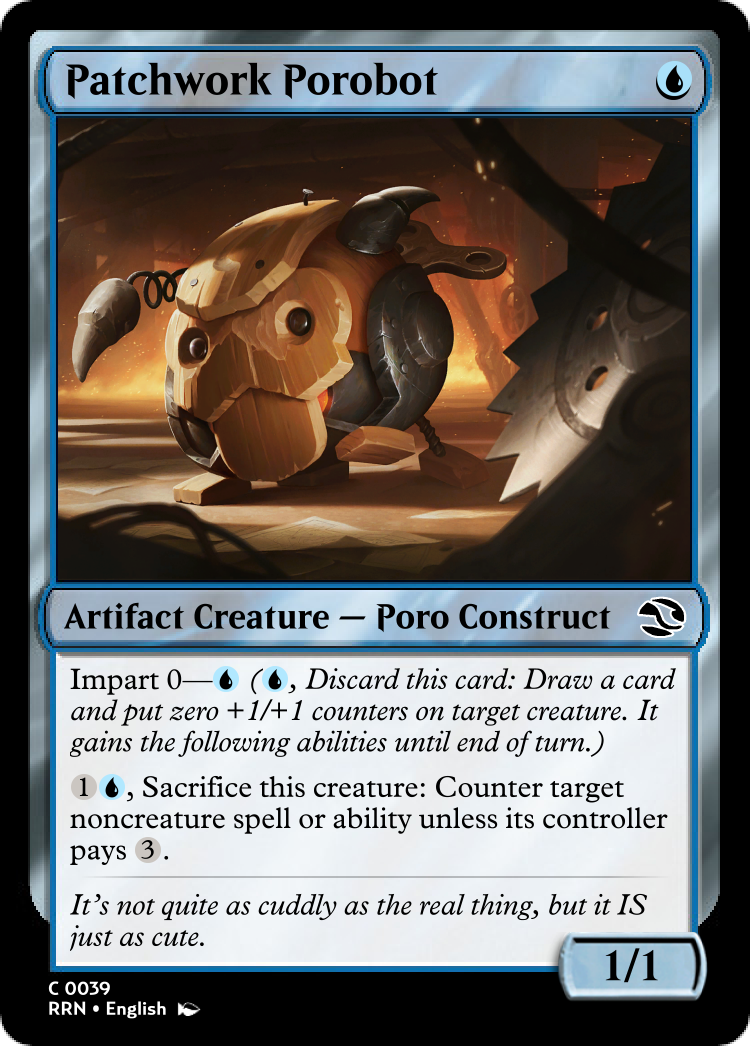 Patchwork Porobot
Artifact Creature — Poro Construct
Impart 0— ( , Discard this card: Draw a card
and put zero +1/+1 counters on target creature. It
gains the following abilities until end of turn.)
1 , Sacrifice this creature: Counter target
noncreature spell or ability unless its controller
pays 3 .
It's not quite as cuddly as the real thing, but it IS
just as cute.
1/1
C 0039
RRN • English